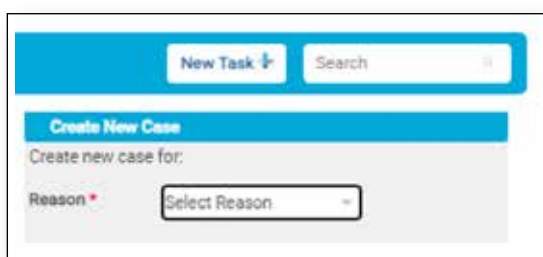 New Task + Search
Create New Case
Create new case for:
Reason * Select Reason